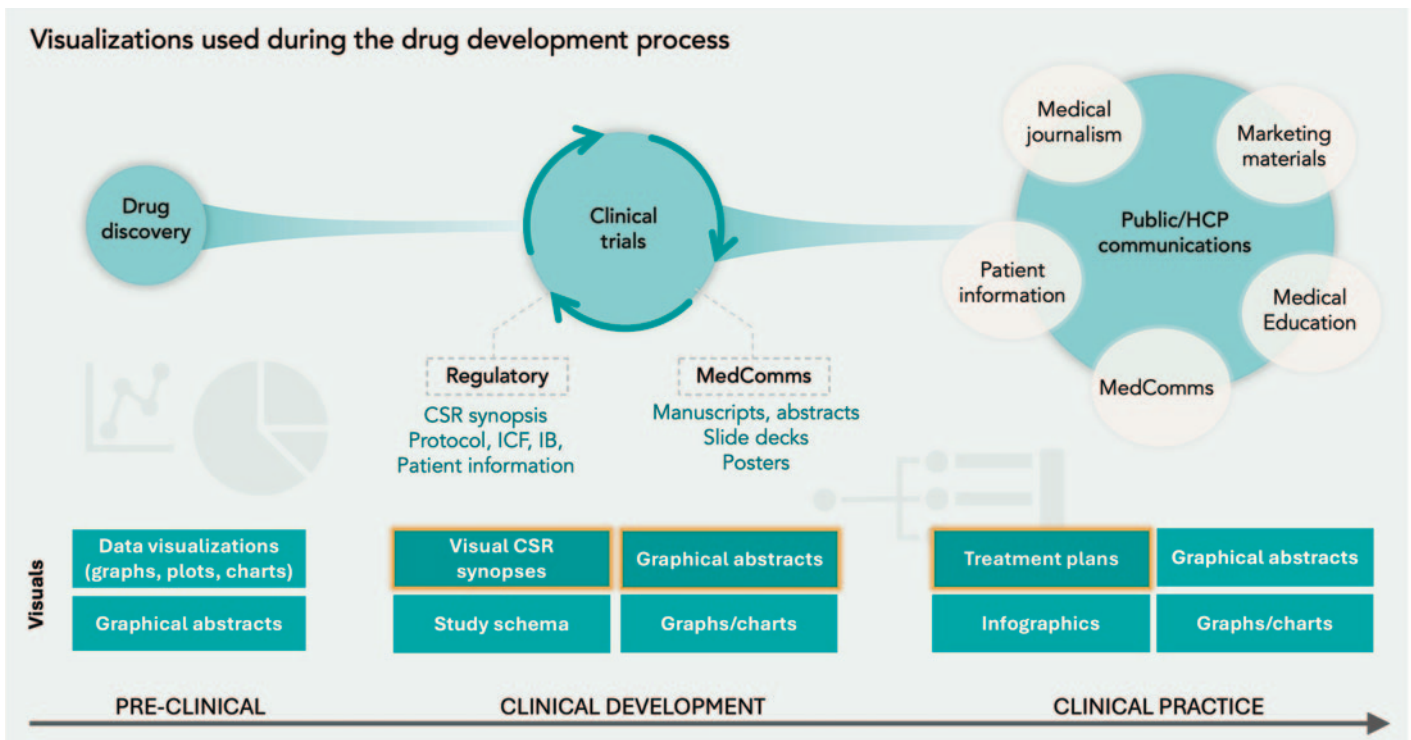 Visualizations used during the drug development process
Drug
discovery
Clinical
trials
Regulatory
CSR synopsis
Protocol, ICF, IB,
Patient information
MedComms
Manuscripts, abstracts
Slide decks
Posters
Public/HCP
communications
Medical
journalism
Marketing
materials
Patient
information
Medical
Education
MedComms
Visuals
Data visualizations
(graphs, plots, charts)
Graphical abstracts
Visual CSR
synopses
Graphical abstracts
Study schema
Graphs/charts
Treatment plans
Graphical abstracts
Infographics
Graphs/charts
PRE-CLINICAL
CLINICAL DEVELOPMENT
CLINICAL PRACTICE